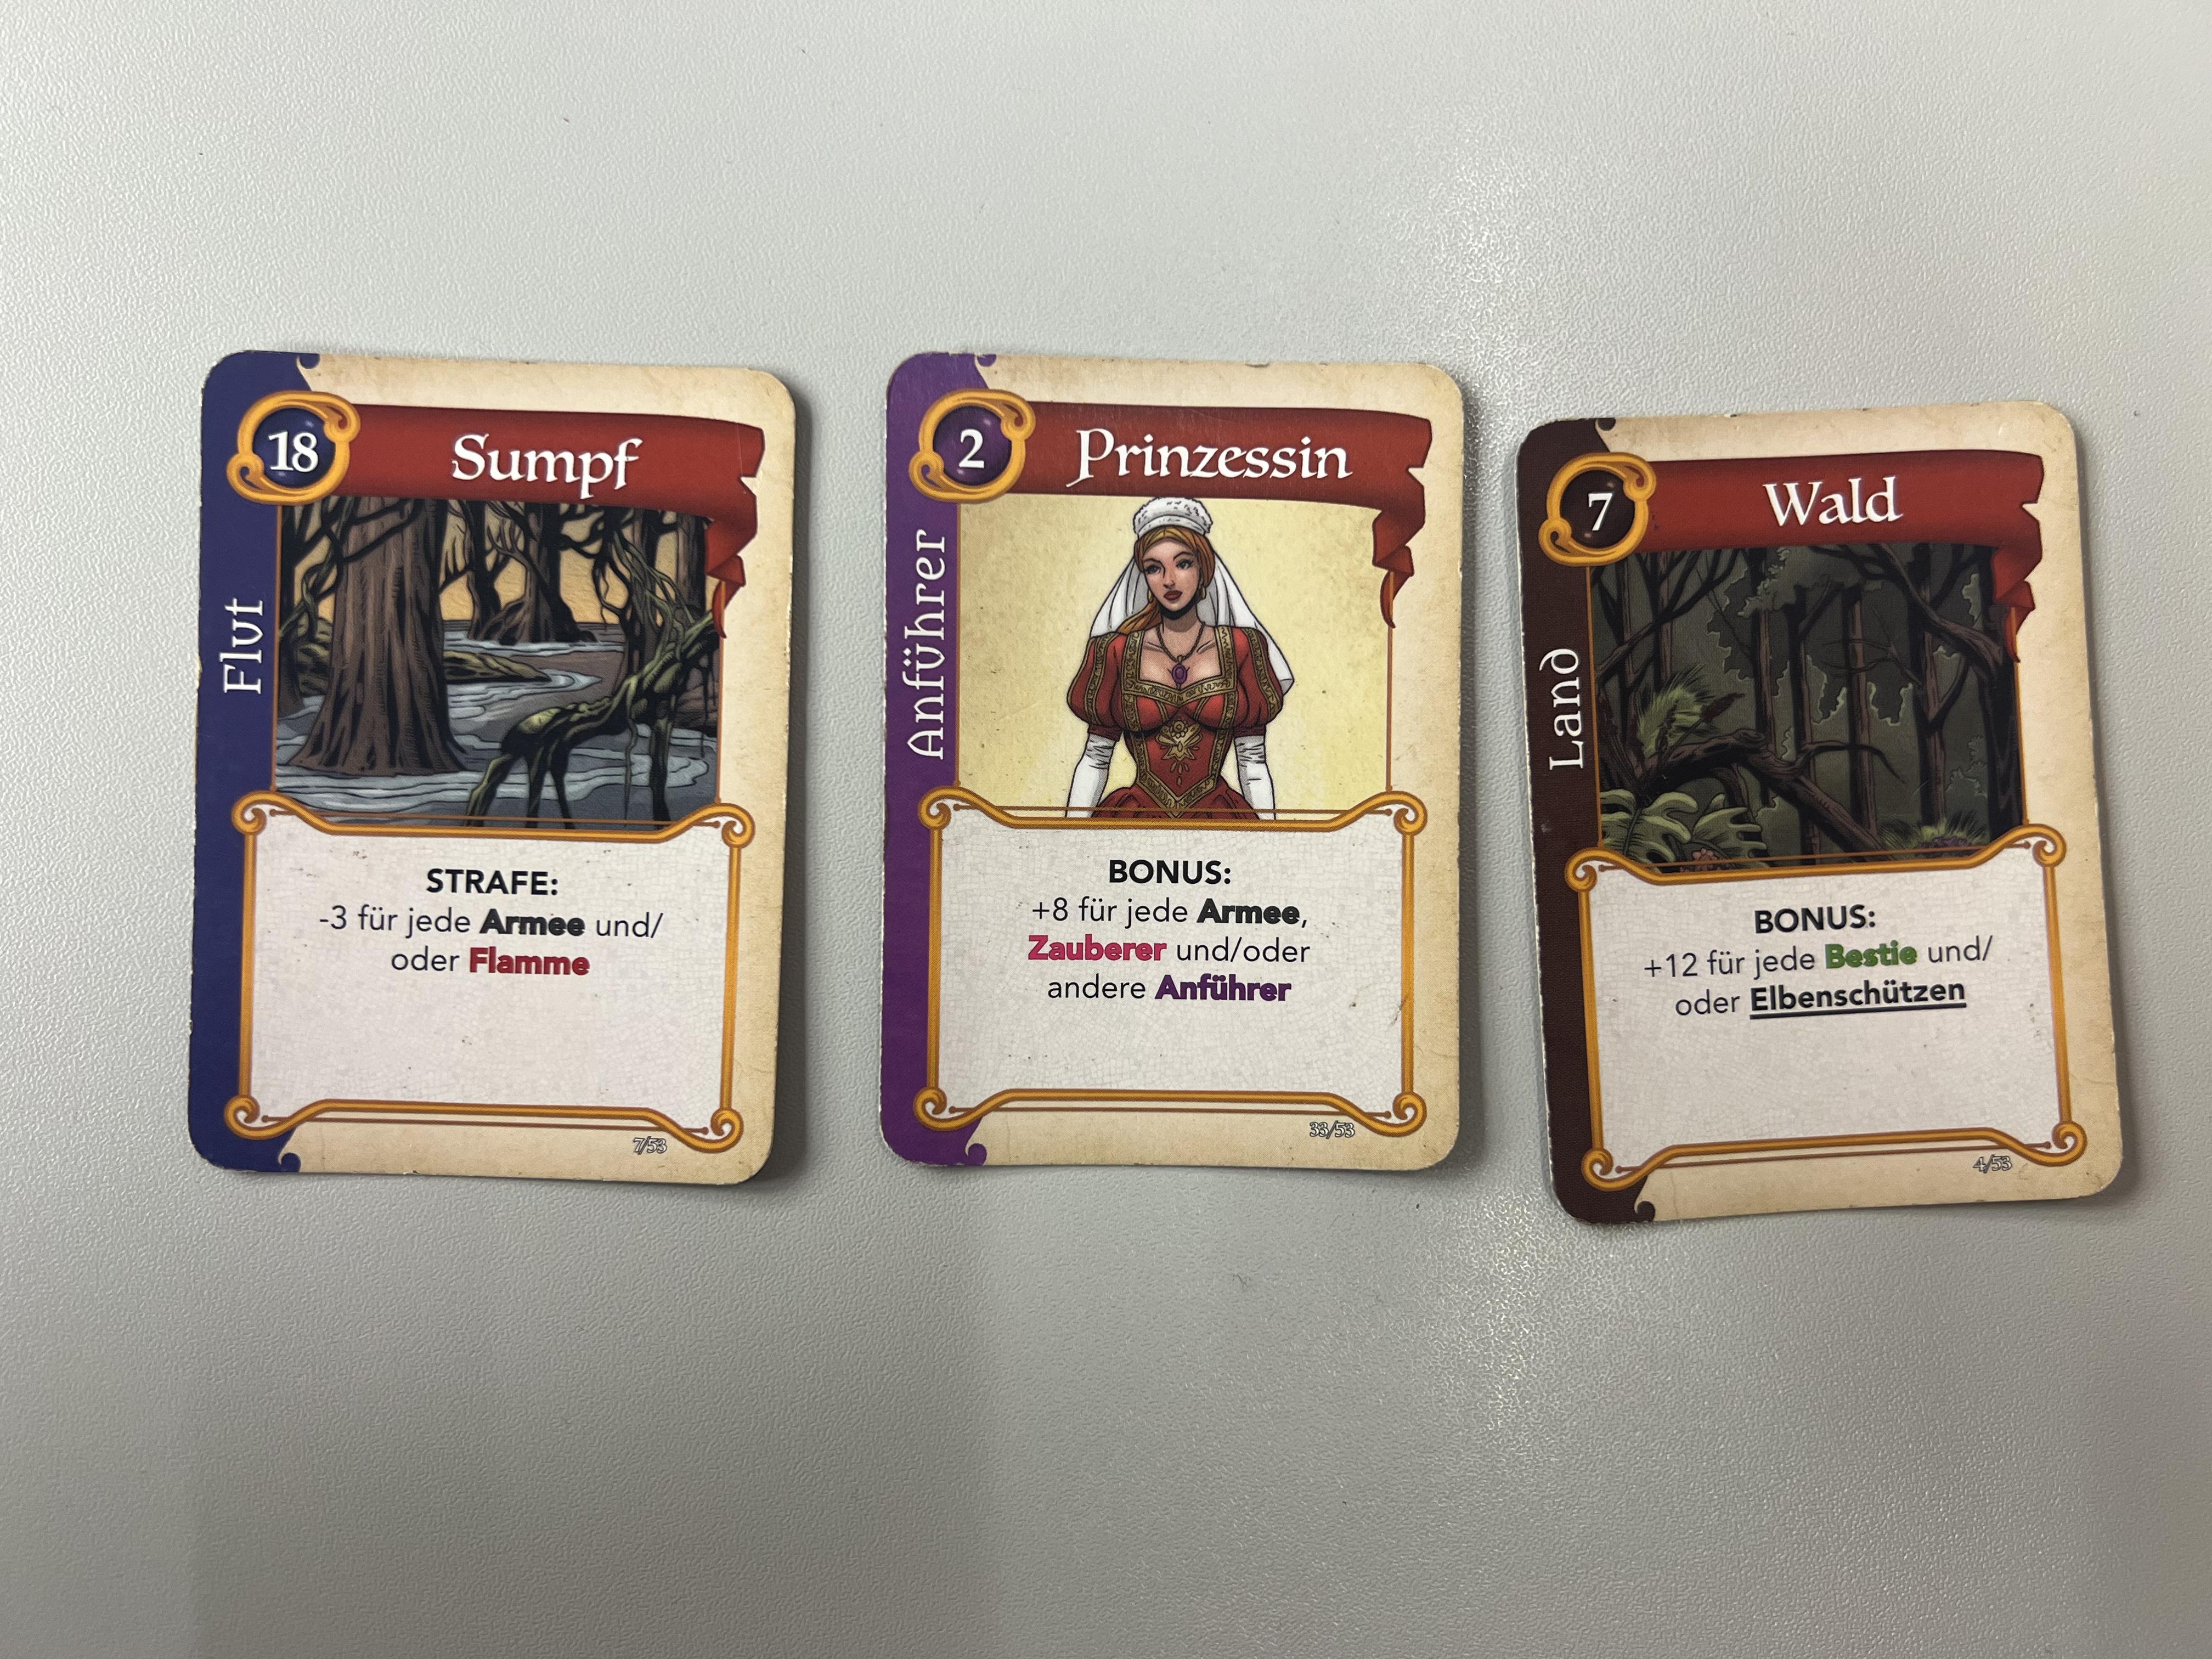 18
Sumpf
Flut
STRAFE:
-3 für jede Armee und/
oder Flamme
7/53
2
Prinzessin
Anführer
BONUS:
+8 für jede Armee,
Zauberer und/oder
andere Anführer
33/53
7
Wald
Land
BONUS:
+12 für jede Bestie und/
oder Elbenschützen
4/53